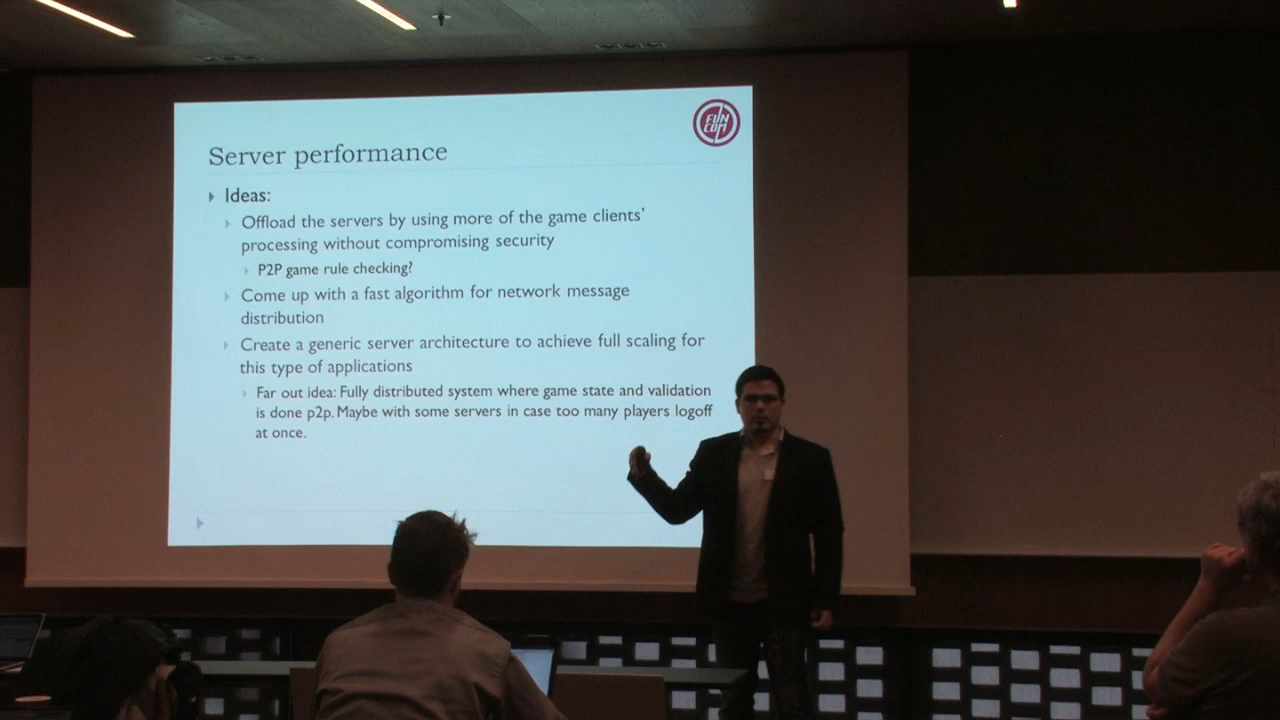 FUN
COM
Server performance
Ideas:
Offload the servers by using more of the game clients'
processing without compromising security
P2P game rule checking?
Come up with a fast algorithm for network message
distribution
Create a generic server architecture to achieve full scaling for
this type of applications
Far out idea: Fully distributed system where game state and validation
is done p2p. Maybe with some servers in case too many players logoff
at once.